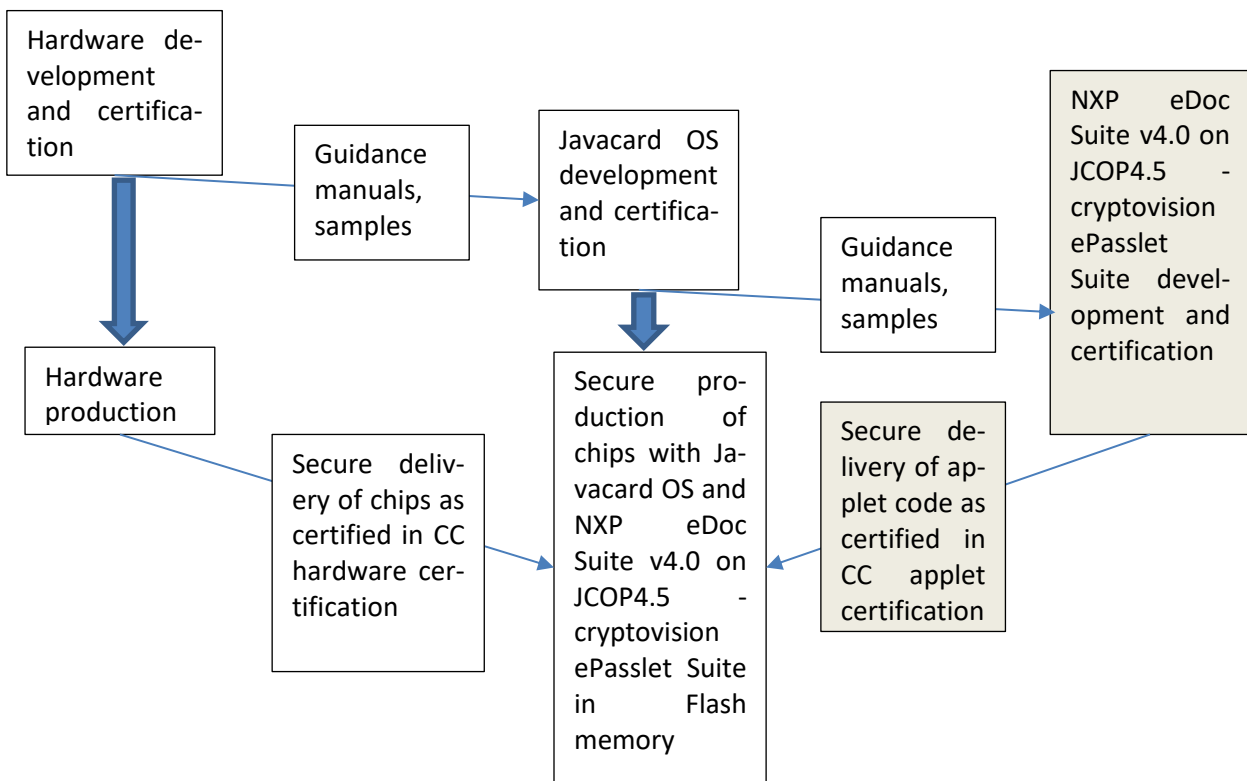 Hardware de-
velopment
and certifica-
tion
Guidance
manuals,
samples
Javacard OS
development
and certifica-
tion
Guidance
manuals,
samples
NXP eDoc
Suite v4.0 on
JCOP4.5 -
cryptovision
ePasslet
Suite devel-
opment and
certification
Hardware
production
Secure deliv-
ery of chips as
certified in CC
hardware cer-
tification
Secure pro-
duction of
chips with Ja-
vacard OS and
NXP eDoc
Suite v4.0 on
JCOP4.5 -
cryptovision
ePasslet Suite
in Flash
memory
Secure de-
livery of ap-
plet code as
certified in
CC applet
certification